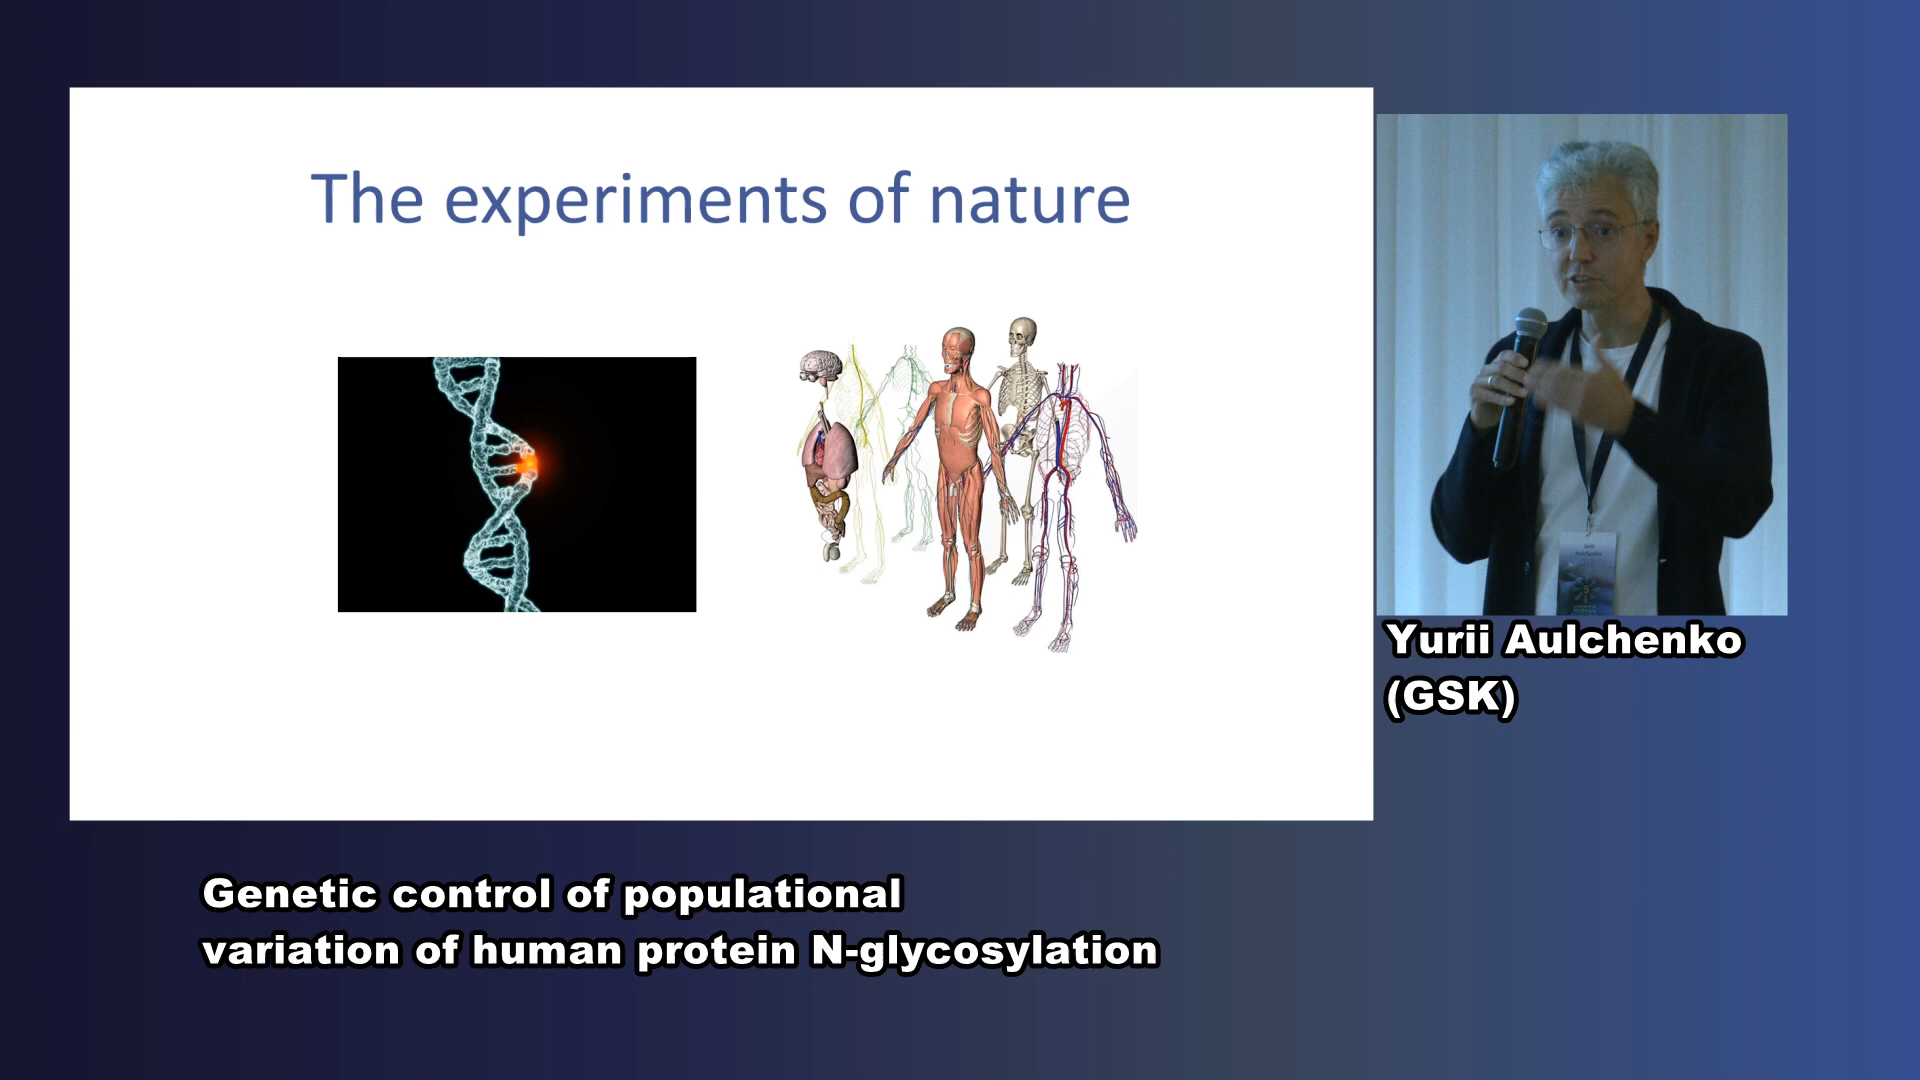 The experiments of nature
Yurii Aulchenko
(GSK)
Genetic control of populational
variation of human protein N-glycosylation